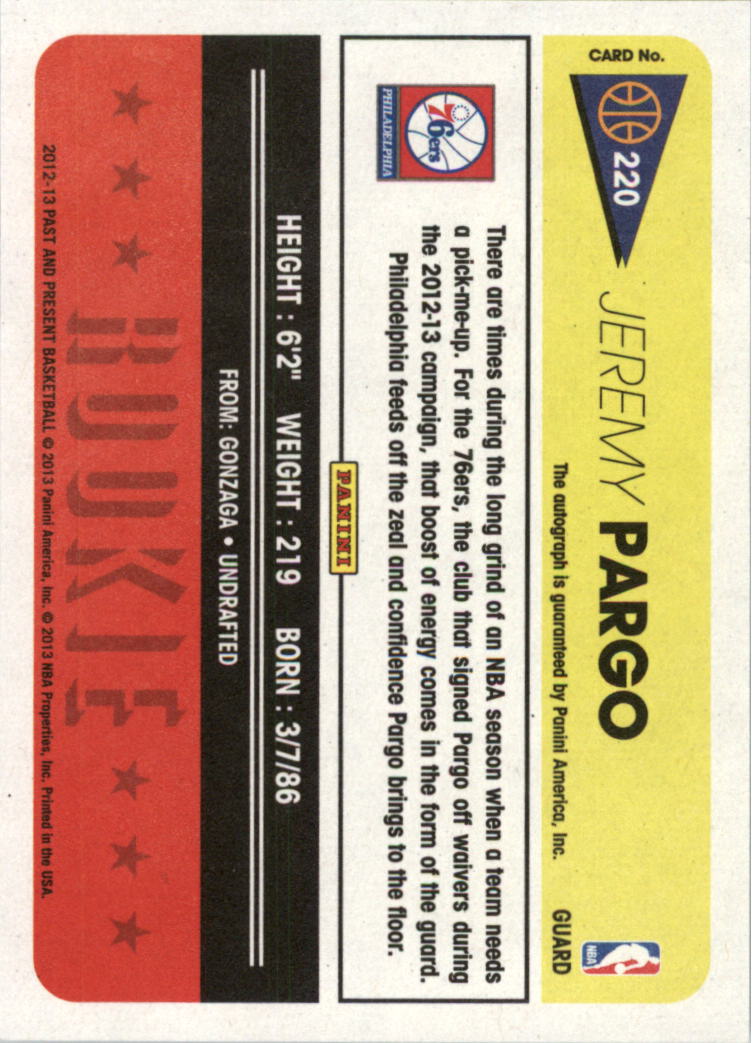 CARD No.
220
JEREMY PARGO
The autograph is guaranteed by Panini America, Inc.
GUARD
NBA
76ers
PHILADELPHIA
There are times during the long grind of an NBA season when a team needs
a pick-me-up. For the 76ers, the club that signed Pargo off waivers during
the 2012-13 campaign, that boost of energy comes in the form of the guard.
Philadelphia feeds off the zeal and confidence Pargo brings to the floor.
PANINI
HEIGHT : 6'2" WEIGHT : 219 BORN : 3/7/86
FROM: GONZAGA • UNDRAFTED
ROOKIE
2012-13 PAST AND PRESENT BASKETBALL © 2013 Panini America, Inc. © 2013 NBA Properties, Inc. Printed in the USA.